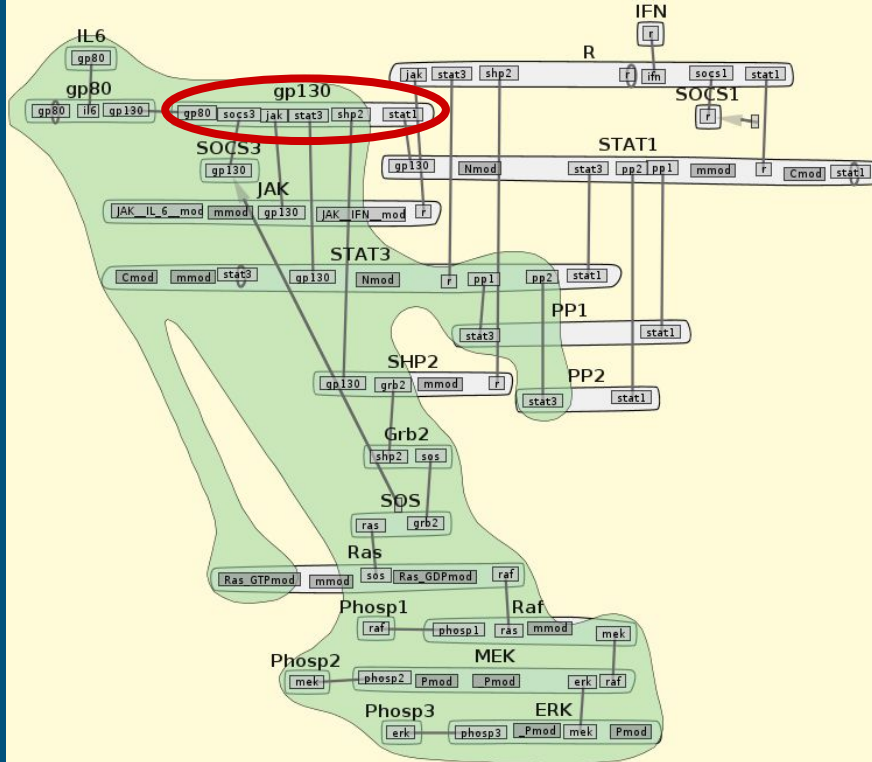 IFN
r
IL6
gp80
R
jak stat3 shp2 r ifn socs1 stat1
gp80
gp80 il6 gp130
gp130
gp80 socs3 jak stat3 shp2 stat1
SOCS1
r
SOCS3
gp130
STAT1
gp130 Nmod stat3 pp2 pp1 mmod r Cmod stat1
JAK
JAK__IL_6__mod mmod gp130 JAK__IFN__mod r
STAT3
Cmod mmod stat3 gp130 Nmod r pp1 pp2 stat1
PP1
stat3 stat1
SHP2
gp130 grb2 mmod r
PP2
stat3 stat1
Grb2
shp2 sos
SOS
ras grb2
Ras
Ras_GTPmod mmod sos Ras_GDPmod raf
Phosp1
raf
Raf
phosp1 ras mmod mek
Phosp2
mek
MEK
phosp2 Pmod _Pmod erk raf
Phosp3
erk
ERK
phosp3 _Pmod mek Pmod